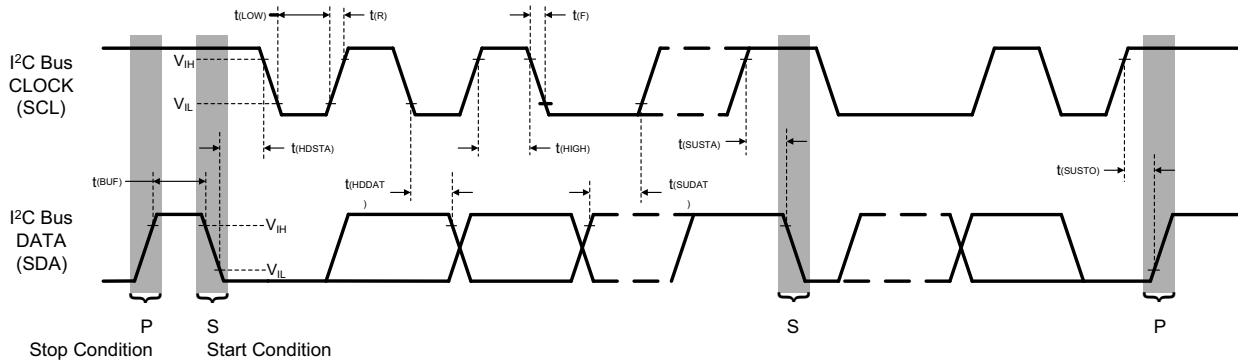 t(LOW)
t(R)
t(F)
I²C Bus
CLOCK
(SCL)
VIH
VIL
t(HDSTA)
t(HIGH)
t(SUSTA)
t(SUSTO)
t(BUF)
t(HDDAT
)
t(SUDAT
)
I²C Bus
DATA
(SDA)
VIH
VIL
P
S
S
P
Stop Condition
Start Condition